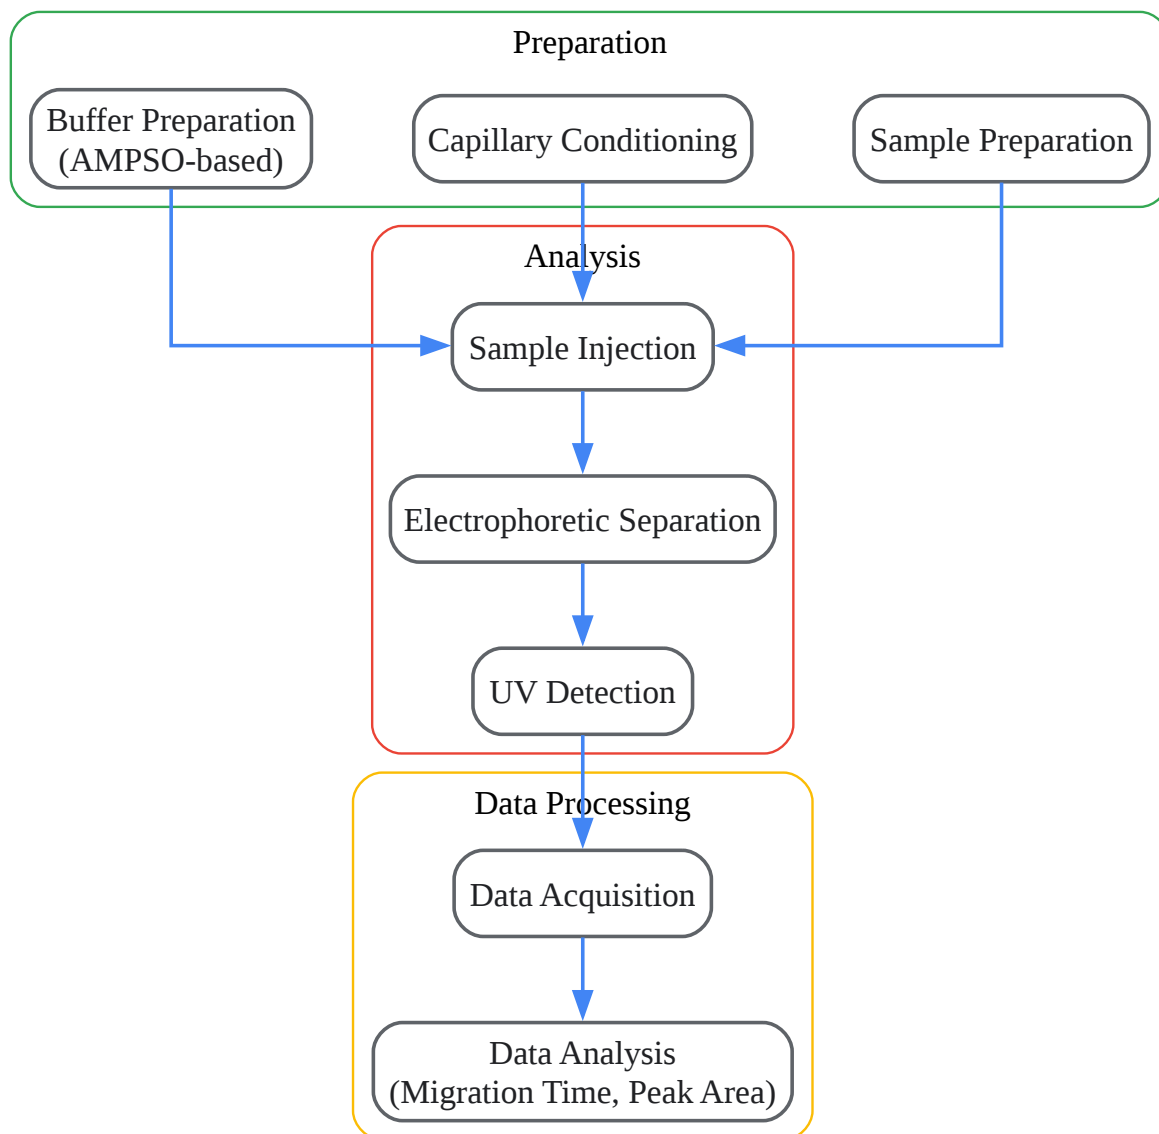 Preparation
Buffer Preparation
(AMPSO-based)
Capillary Conditioning
Sample Preparation
Analysis
Sample Injection
Electrophoretic Separation
UV Detection
Data Processing
Data Acquisition
Data Analysis
(Migration Time, Peak Area)